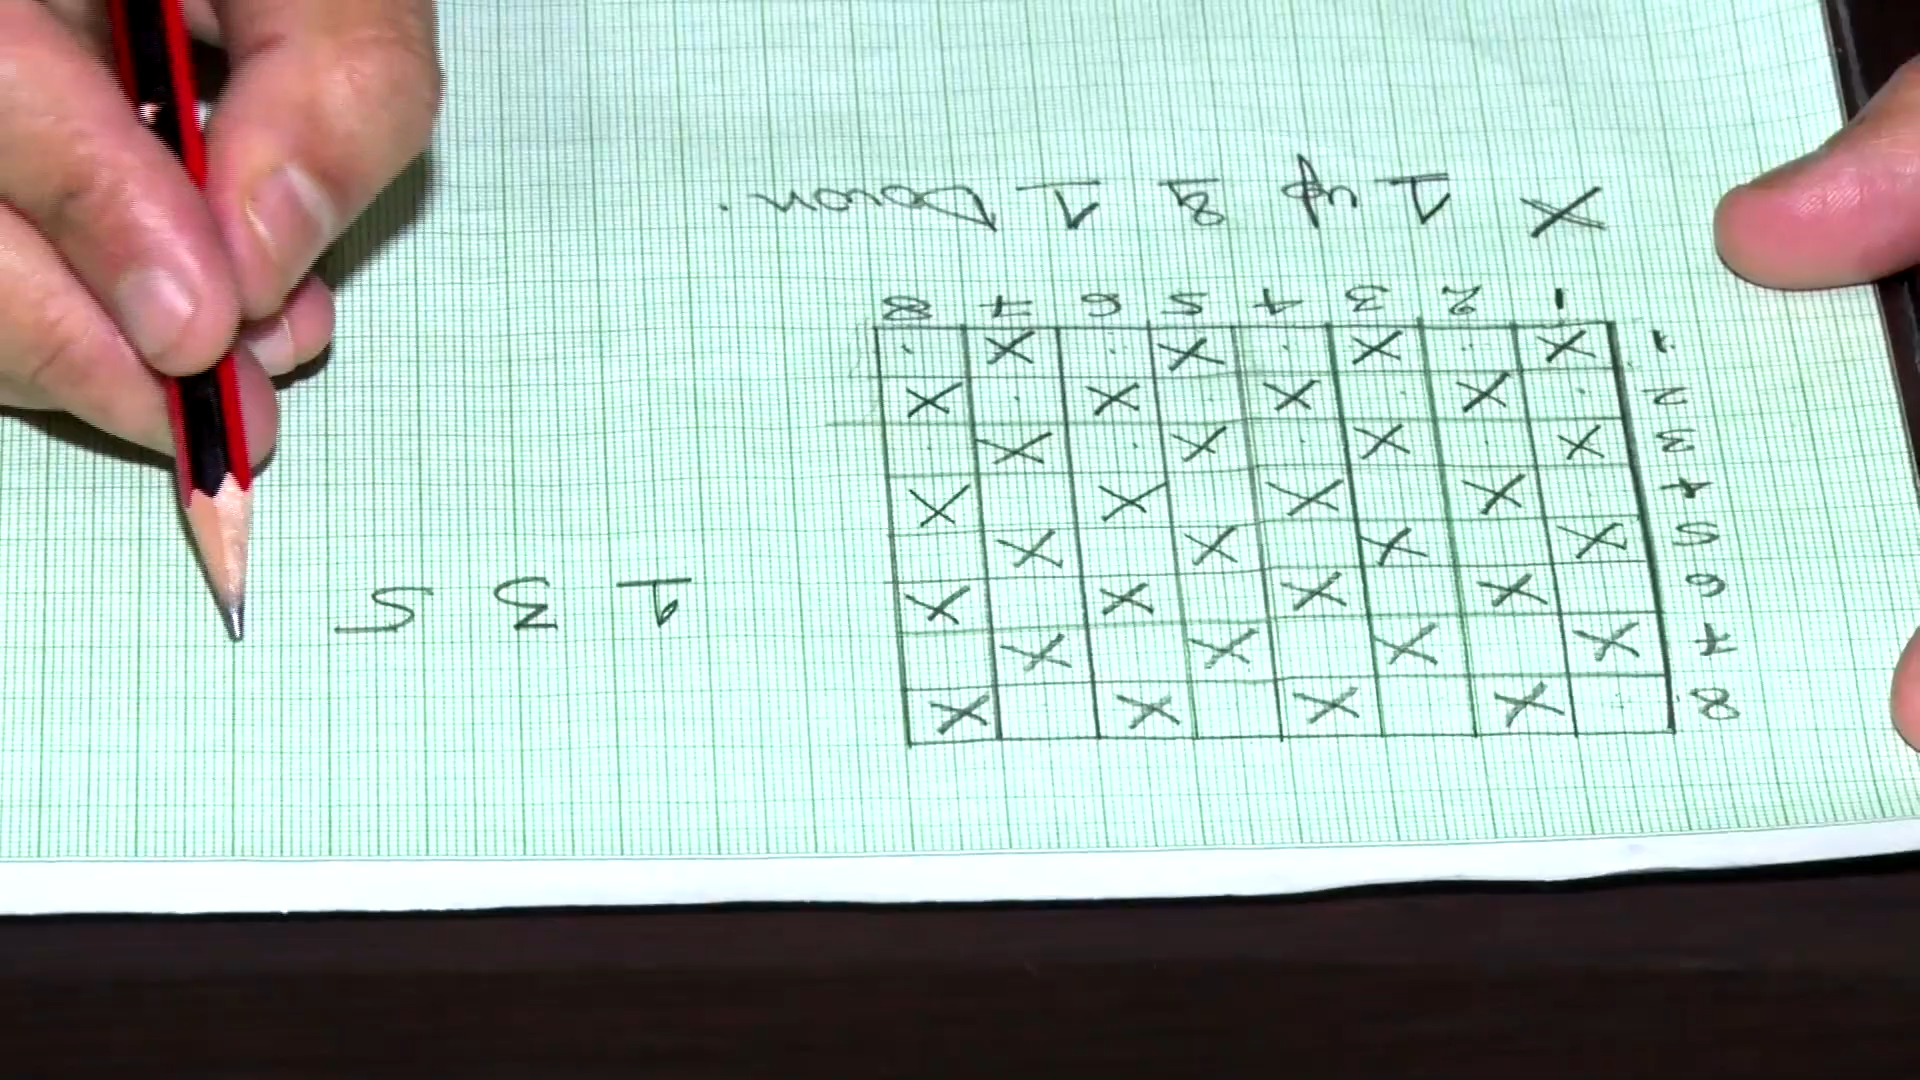 8 X X X X
7 X X X X
6 X X X X
5 X X X X
4 X X X X
3 X X X X
2 X X X X
1 X X X X
1 2 3 4 5 6 7 8
1 3 5
X 1 up & 1 Down.